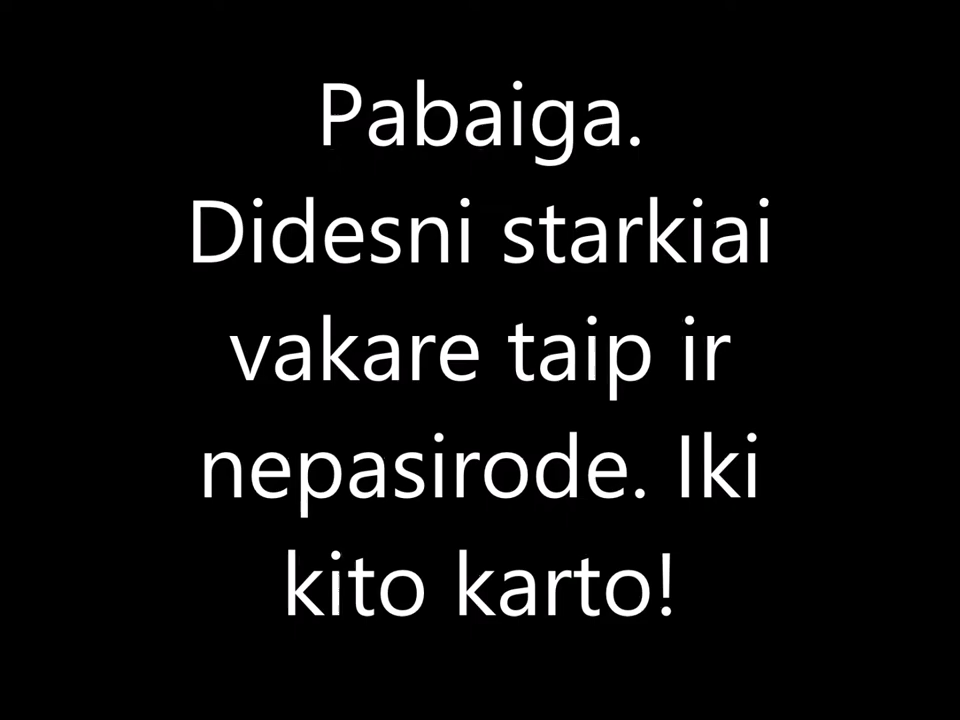 Pabaiga.
Didesni starkiai
vakare taip ir
nepasirode. Iki
kito karto!